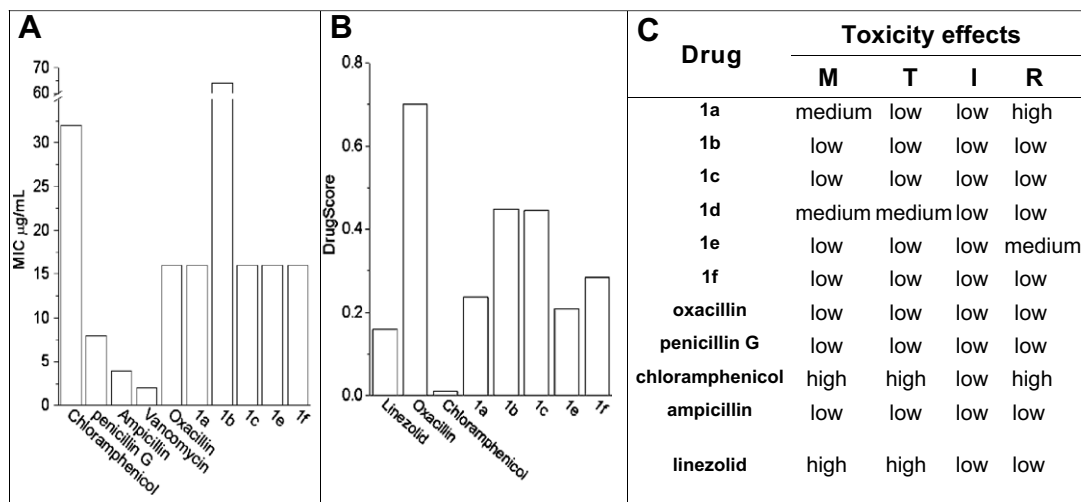 A
MIC µg/mL
70
60
30
25
20
15
10
5
0
Chloramphenicol
penicillin G
Ampicillin
Vancomycin
Oxacillin
1a
1b
1c
1e
1f
B
DrugScore
0.8
0.6
0.4
0.2
0.0
Linezolid
Oxacillin
Chloramphenicol
1a
1b
1c
1e
1f
C
Drug Toxicity effects
M T I R
1a medium low low high
1b low low low low
1c low low low low
1d medium medium low low
1e low low low medium
1f low low low low
oxacillin low low low low
penicillin G low low low low
chloramphenicol high high low high
ampicillin low low low low
linezolid high high low low